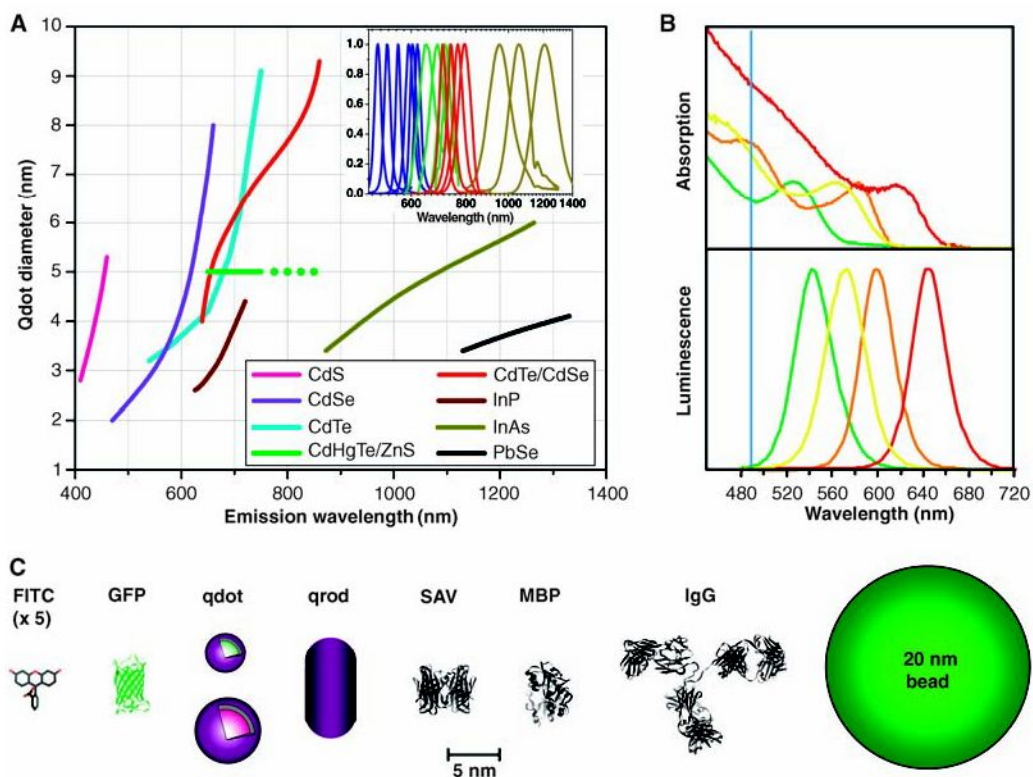 A
Qdot diameter (nm)
10
9
8
7
6
5
4
3
2
1
400
600
800
1000
1200
1400
Emission wavelength (nm)
1.0
0.8
0.6
0.4
0.2
0.0
600
800
1000
1200
1400
Wavelength (nm)
CdS
CdSe
CdTe
CdHgTe/ZnS
CdTe/CdSe
InP
InAs
PbSe
B
Absorption
Luminescence
480
520
560
600
640
680
720
Wavelength (nm)
C
FITC
(x 5)
GFP
qdot
qrod
SAV
MBP
IgG
20 nm
bead
5 nm